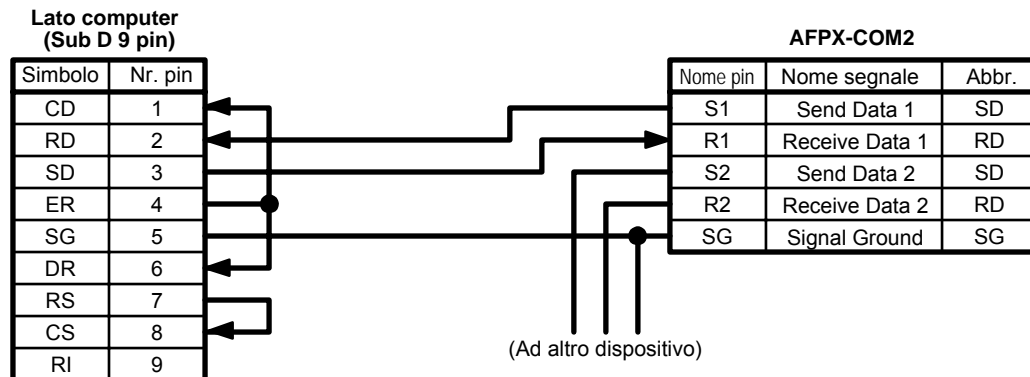 Lato computer
(Sub D 9 pin)
Simbolo Nr. pin
CD 1
RD 2
SD 3
ER 4
SG 5
DR 6
RS 7
CS 8
RI 9
AFPX-COM2
Nome pin Nome segnale Abbr.
S1 Send Data 1 SD
R1 Receive Data 1 RD
S2 Send Data 2 SD
R2 Receive Data 2 RD
SG Signal Ground SG
(Ad altro dispositivo)